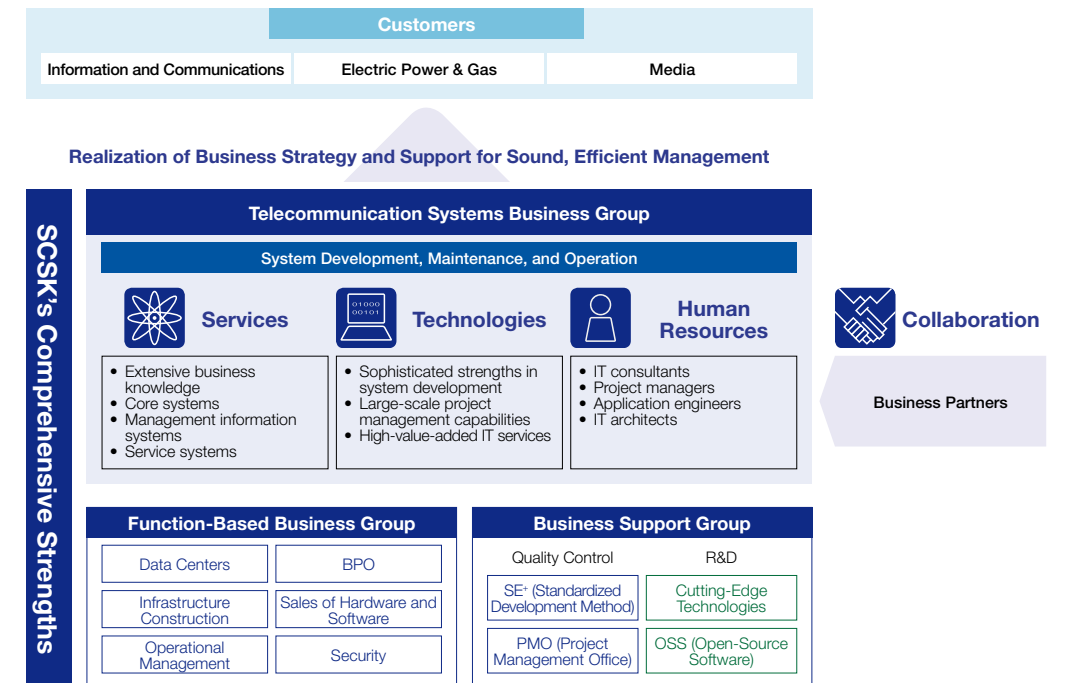 Customers
Information and Communications
Electric Power & Gas
Media
Realization of Business Strategy and Support for Sound, Efficient Management
SCSK's Comprehensive Strengths
Telecommunication Systems Business Group
System Development, Maintenance, and Operation
Services
01000
00101
Technologies
Human
Resources
Collaboration
• Extensive business
knowledge
• Core systems
• Management information
systems
• Service systems
• Sophisticated strengths in
system development
• Large-scale project
management capabilities
• High-value-added IT services
• IT consultants
• Project managers
• Application engineers
• IT architects
Business Partners
Function-Based Business Group
Data Centers
BPO
Infrastructure
Construction
Sales of Hardware and
Software
Operational
Management
Security
Business Support Group
Quality Control
R&D
SE+ (Standardized
Development Method)
Cutting-Edge
Technologies
PMO (Project
Management Office)
OSS (Open-Source
Software)